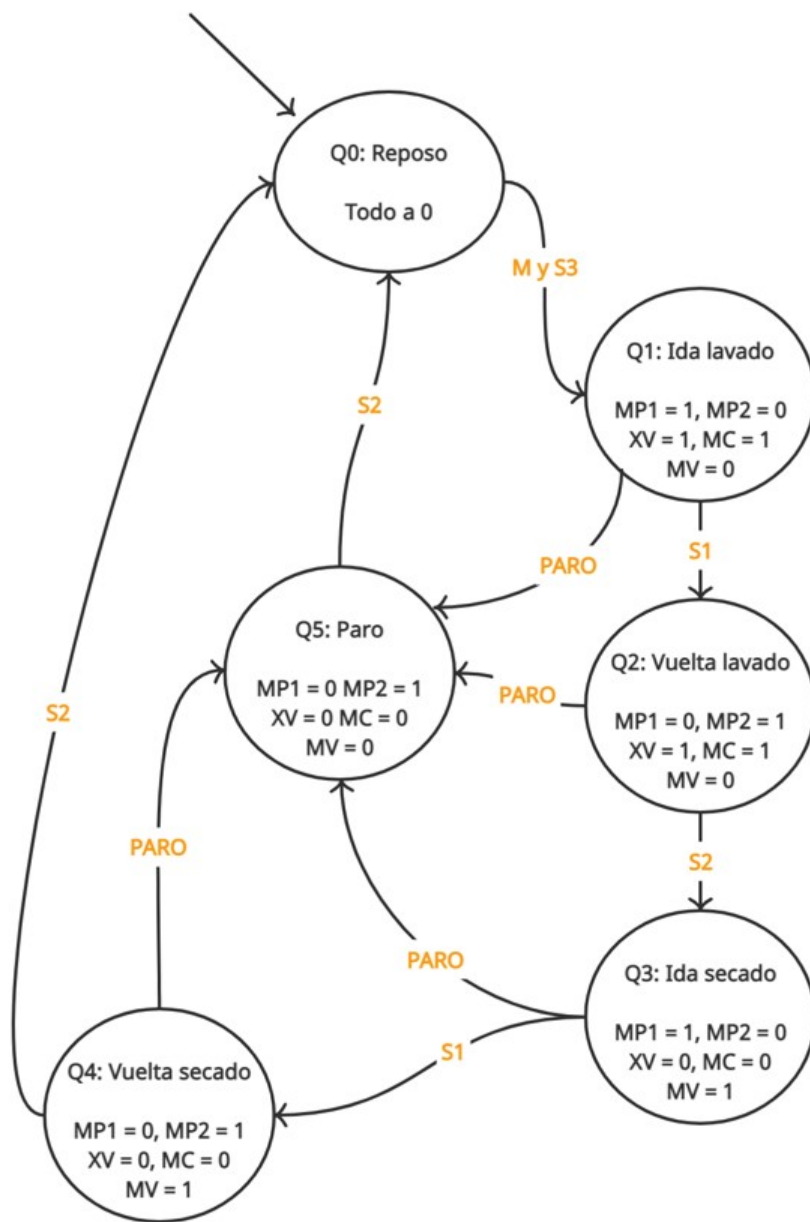 Q0: Reposo
Todo a 0
M y S3
Q1: Ida lavado
MP1 = 1, MP2 = 0
XV = 1, MC = 1
MV = 0
S2
PARO
S1
Q5: Paro
MP1 = 0 MP2 = 1
XV = 0 MC = 0
MV = 0
Q2: Vuelta lavado
MP1 = 0, MP2 = 1
XV = 1, MC = 1
MV = 0
PARO
S2
PARO
S2
PARO
Q3: Ida secado
MP1 = 1, MP2 = 0
XV = 0, MC = 0
MV = 1
S1
Q4: Vuelta secado
MP1 = 0, MP2 = 1
XV = 0, MC = 0
MV = 1